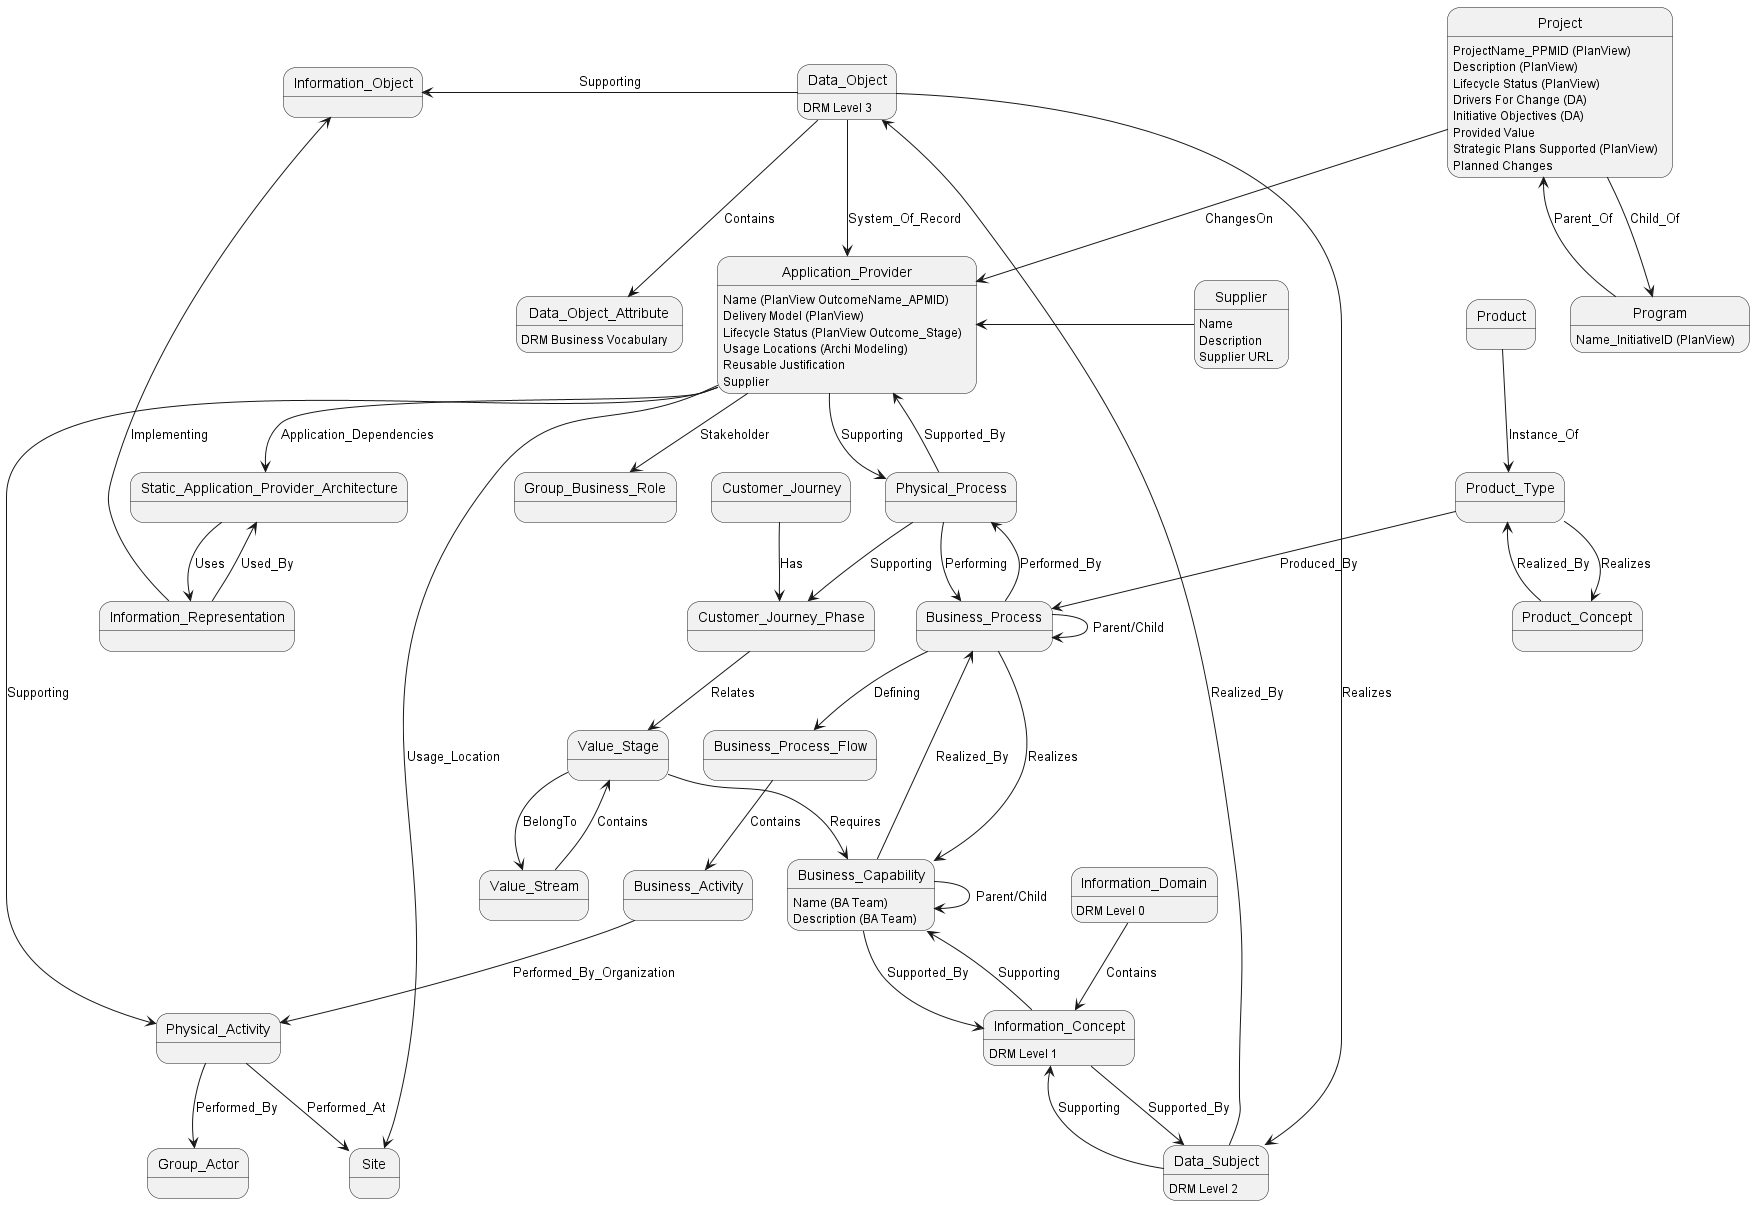 Project
ProjectName_PPMID (PlanView)
Description (PlanView)
Lifecycle Status (PlanView)
Drivers For Change (DA)
Initiative Objectives (DA)
Provided Value
Strategic Plans Supported (PlanView)
Planned Changes
Information_Object
Supporting
Data_Object
DRM Level 3
Contains
System_Of_Record
ChangesOn
Parent_Of
Child_Of
Application_Provider
Name (PlanView OutcomeName_APMID)
Delivery Model (PlanView)
Lifecycle Status (PlanView Outcome_Stage)
Usage Locations (Archi Modeling)
Reusable Justification
Supplier
Data_Object_Attribute
DRM Business Vocabulary
Supplier
Name
Description
Supplier URL
Product
Program
Name_InitiativeID (PlanView)
Implementing
Application_Dependencies
Stakeholder
Supporting
Supported_By
Instance_Of
Static_Application_Provider_Architecture
Group_Business_Role
Customer_Journey
Physical_Process
Product_Type
Uses
Used_By
Has
Supporting
Performing
Performed_By
Produced_By
Realized_By
Realizes
Information_Representation
Customer_Journey_Phase
Business_Process
Parent/Child
Product_Concept
Supporting
Relates
Defining
Realized_By
Realizes
Value_Stage
Business_Process_Flow
Usage_Location
Realized_By
Realizes
BelongTo
Contains
Contains
Requires
Value_Stream
Business_Activity
Business_Capability
Name (BA Team)
Description (BA Team)
Parent/Child
Information_Domain
DRM Level 0
Performed_By_Organization
Supported_By
Supporting
Contains
Physical_Activity
Information_Concept
DRM Level 1
Performed_By
Performed_At
Supporting
Supported_By
Group_Actor
Site
Data_Subject
DRM Level 2